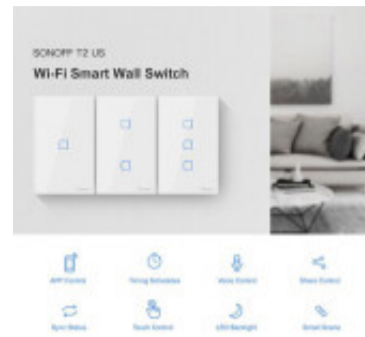 SONOFF T2 US
Wi-Fi Smart Wall Switch
APP Control
Timing Schedules
Voice Control
Share Control
Sync Status
Touch Control
LED Backlight
Smart Scene